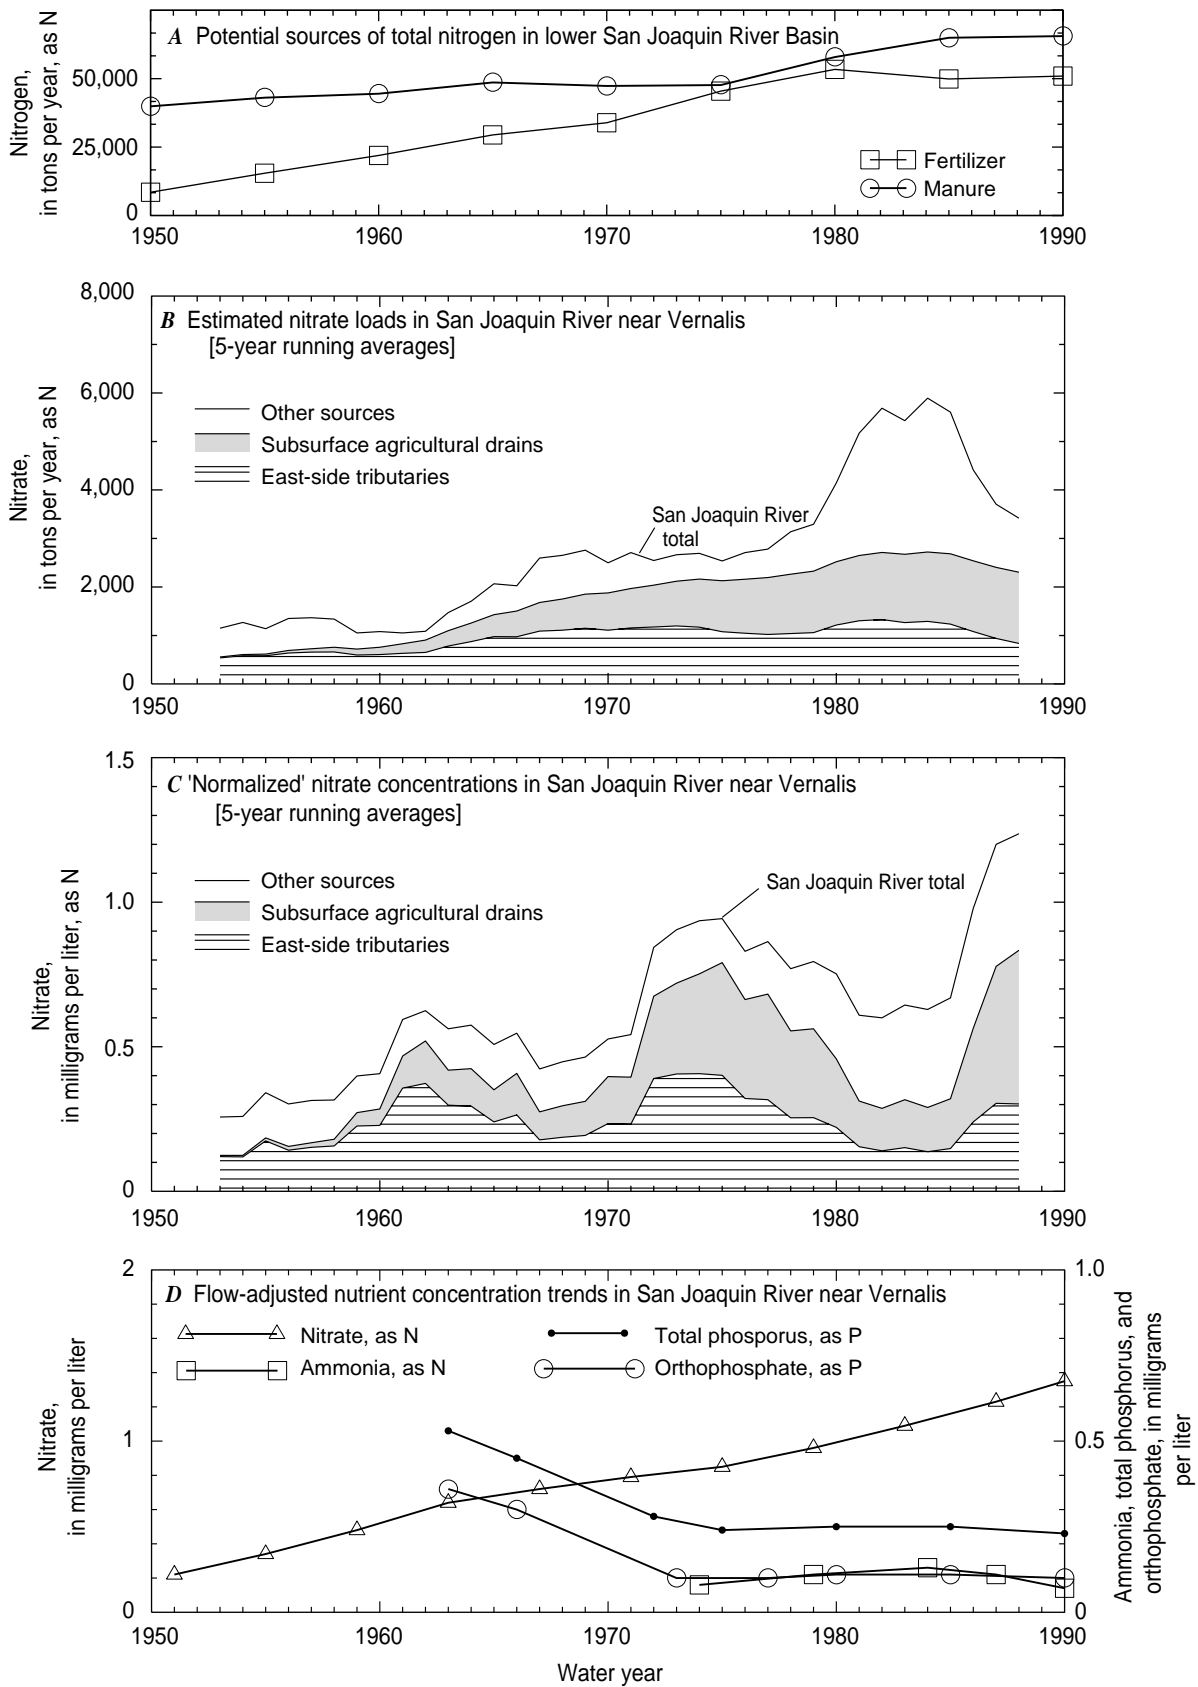 A Potential sources of total nitrogen in lower San Joaquin River Basin
Nitrogen,
in tons per year, as N
50,000
25,000
0
Fertilizer
Manure
1950 1960 1970 1980 1990
B Estimated nitrate loads in San Joaquin River near Vernalis
[5-year running averages]
Nitrate,
in tons per year, as N
8,000
6,000
4,000
2,000
0
Other sources
Subsurface agricultural drains
East-side tributaries
San Joaquin River
total
1950 1960 1970 1980 1990
C 'Normalized' nitrate concentrations in San Joaquin River near Vernalis
[5-year running averages]
Nitrate,
in milligrams per liter, as N
1.5
1.0
0.5
0
Other sources
Subsurface agricultural drains
East-side tributaries
San Joaquin River total
1950 1960 1970 1980 1990
D Flow-adjusted nutrient concentration trends in San Joaquin River near Vernalis
Nitrate,
in milligrams per liter
2
1
0
Nitrate, as N
Ammonia, as N
Total phosporus, as P
Orthophosphate, as P
1.0
0.5
0
Ammonia, total phosphorus, and
orthophosphate, in milligrams
per liter
1950 1960 1970 1980 1990
Water year